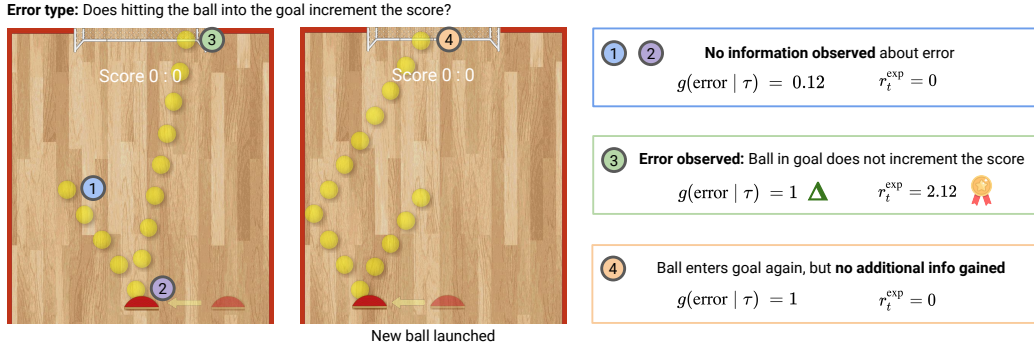 Error type: Does hitting the ball into the goal increment the score?
3
Score 0 : 0
1
2
4
Score 0 : 0
New ball launched
1 2 No information observed about error
g(error | τ) = 0.12 r_t^exp = 0
3 Error observed: Ball in goal does not increment the score
g(error | τ) = 1 Δ r_t^exp = 2.12
4 Ball enters goal again, but no additional info gained
g(error | τ) = 1 r_t^exp = 0